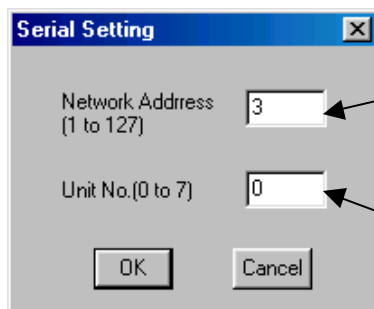 Serial Setting
Network Addrress 3
(1 to 127)
Unit No.(0 to 7) 0
OK Cancel